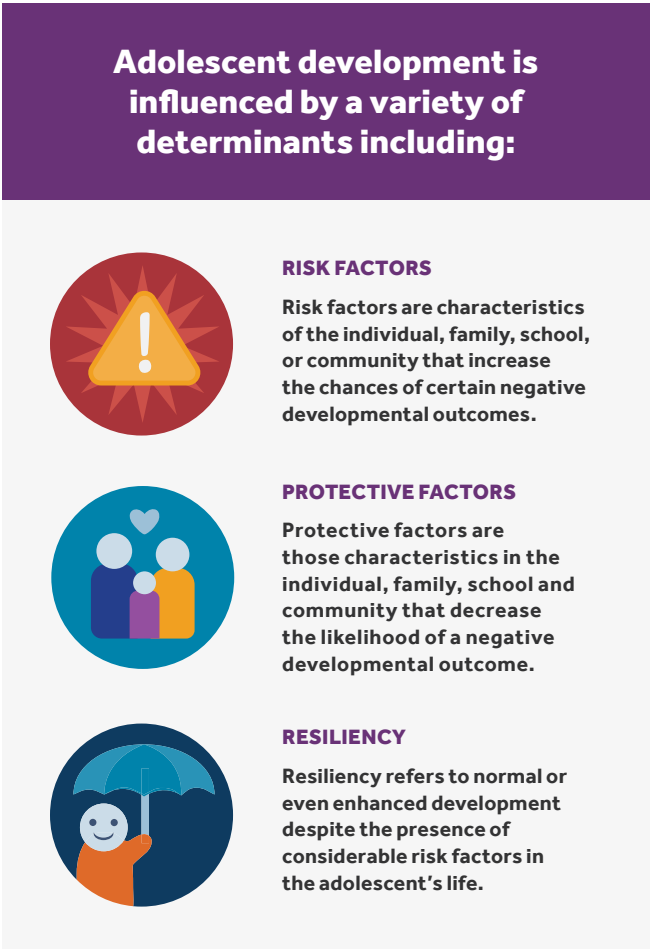 Adolescent development is
influenced by a variety of
determinants including:
RISK FACTORS
Risk factors are characteristics
of the individual, family, school,
or community that increase
the chances of certain negative
developmental outcomes.
PROTECTIVE FACTORS
Protective factors are
those characteristics in the
individual, family, school and
community that decrease
the likelihood of a negative
developmental outcome.
RESILIENCY
Resiliency refers to normal or
even enhanced development
despite the presence of
considerable risk factors in
the adolescent's life.